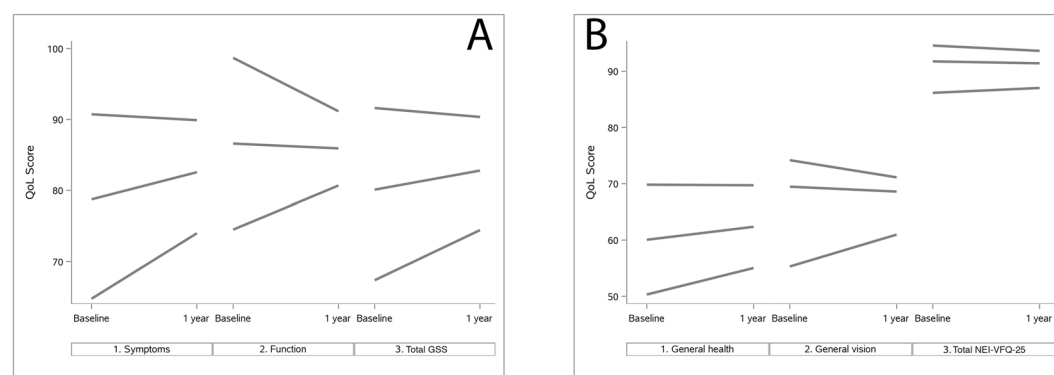 A
QoL Score
100
90
80
70
Baseline 1 year Baseline 1 year Baseline 1 year
1. Symptoms 2. Function 3. Total GSS
B
QoL Score
90
80
70
60
50
Baseline 1 year Baseline 1 year Baseline 1 year
1. General health 2. General vision 3. Total NEI-VFQ-25